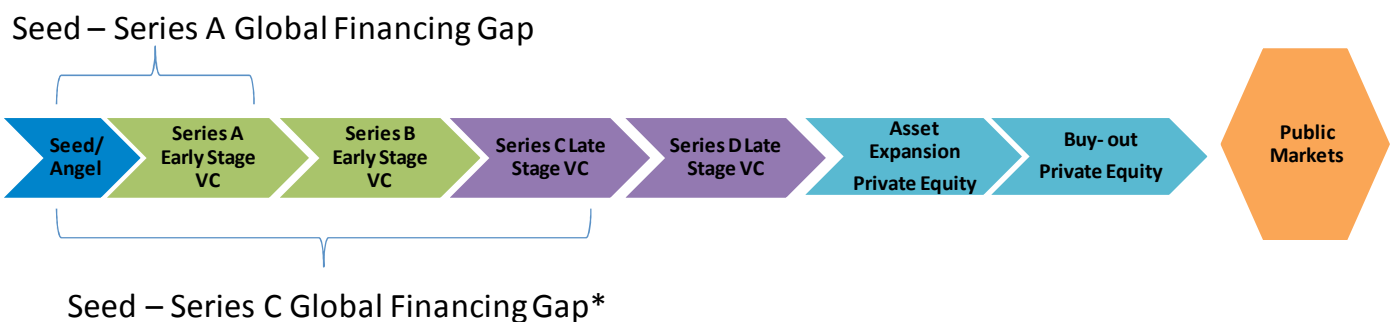 Seed – Series A Global Financing Gap
Seed/
Angel
Series A
Early Stage
VC
Series B
Early Stage
VC
Series C Late
Stage VC
Series D Late
Stage VC
Asset
Expansion
Private Equity
Buy- out
Private Equity
Public
Markets
Seed – Series C Global Financing Gap*